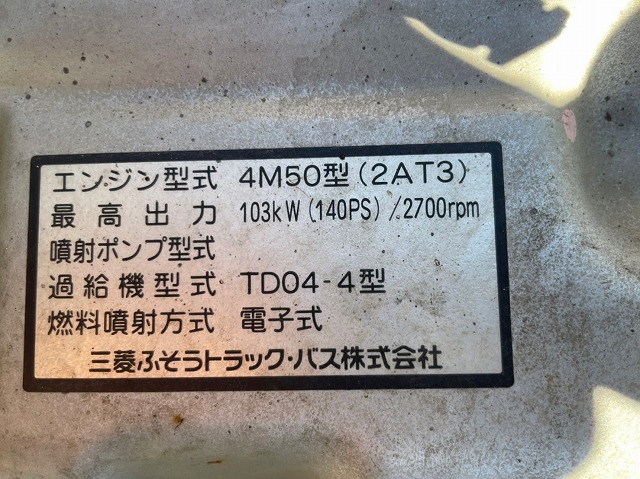 エンジン型式 4M50型(2AT3)
最高出力 103kW(140PS)/2700rpm
噴射ポンプ型式
過給機型式 TD04-4型
燃料噴射方式 電子式
三菱ふそうトラック・バス株式会社